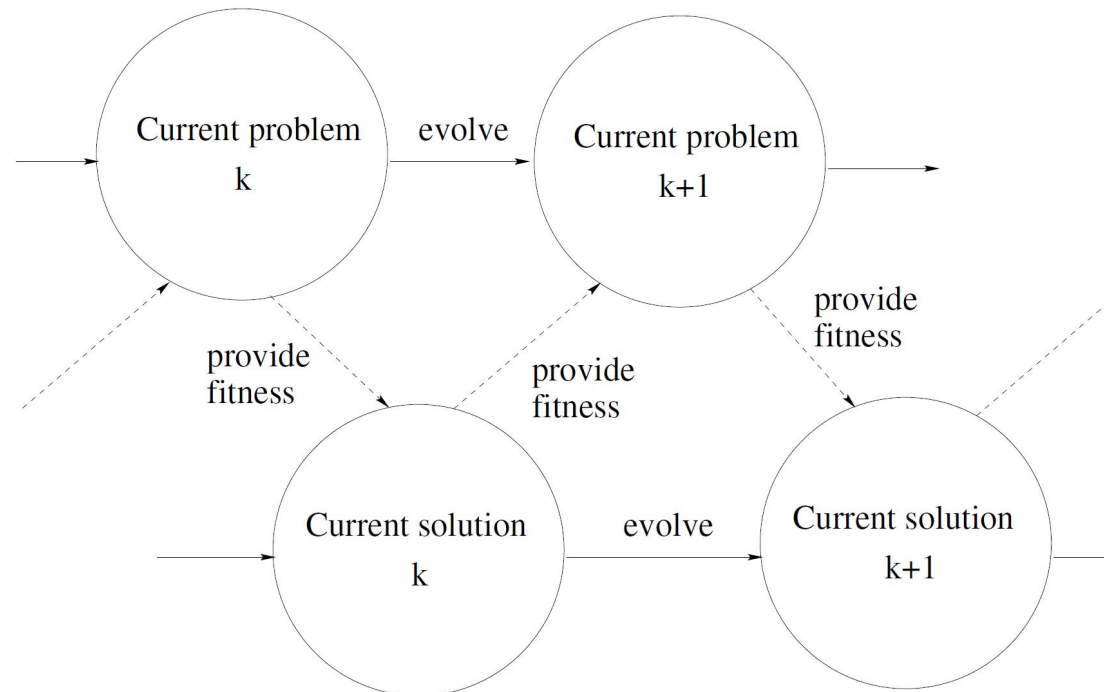 Current problem
k
evolve
Current problem
k+1
provide
fitness
provide
fitness
provide
fitness
Current solution
k
evolve
Current solution
k+1